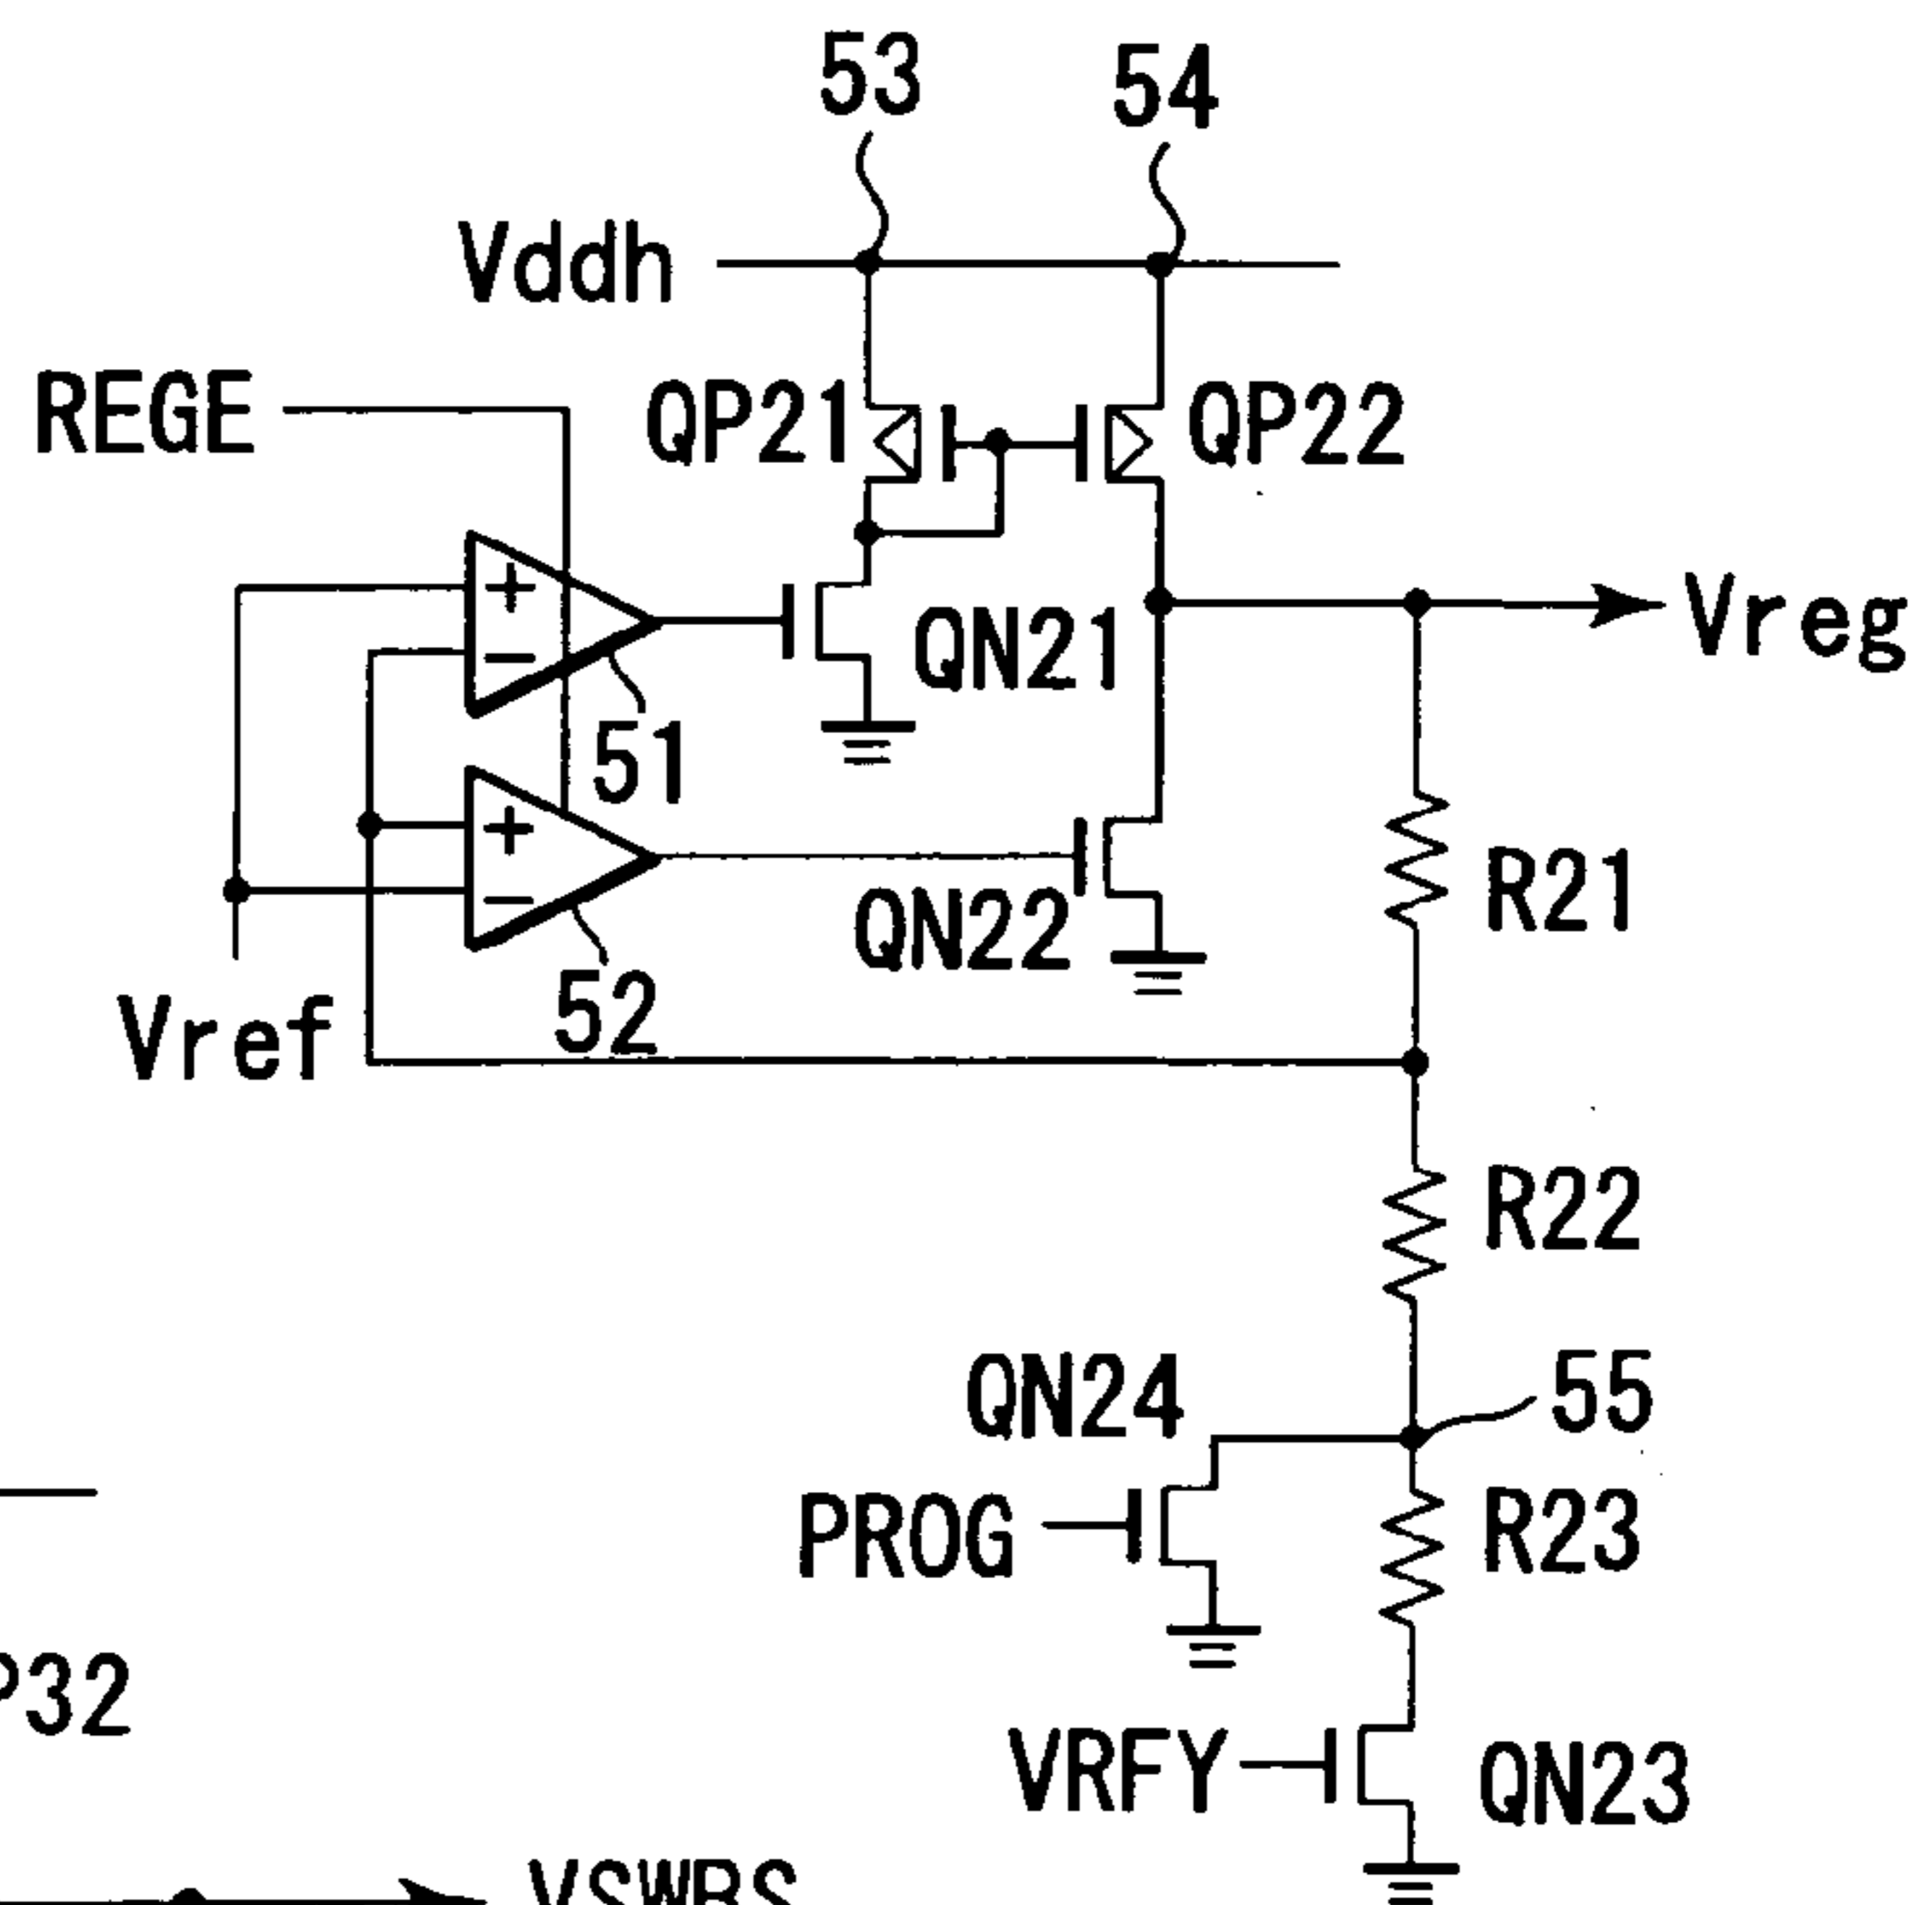 53
54
Vddh
REGE
QP21
QP22
+
−
QN21
Vreg
51
+
−
QN22
R21
Vref
52
R22
QN24
55
PROG
R23
P32
VRFY
QN23
VSWBS